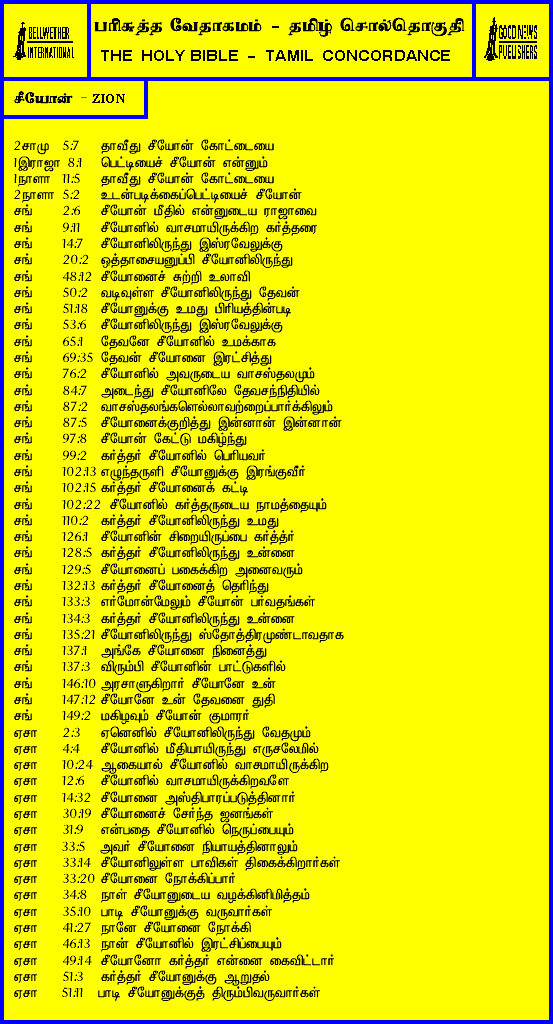 BELLWETHER INTERNATIONAL
பரிசுத்த வேதாகமம் - தமிழ் சொல்தொகுதி
THE HOLY BIBLE - TAMIL CONCORDANCE
GOOD NEWS PUBLISHERS
சீயோன் - ZION
2சாமு 5:7 தாவீது சீயோன் கோட்டையை
1இராஜா 8:1 பெட்டியைச் சீயோன் என்னும்
1நாளா 11:5 தாவீது சீயோன் கோட்டையை
2நாளா 5:2 உடன்படிக்கைப்பெட்டியைச் சீயோன்
சங் 2:6 சீயோன் மீதில் என்னுடைய ராஜாவை
சங் 9:11 சீயோனில் வாசமாயிருக்கிற கர்த்தரை
சங் 14:7 சீயோனிலிருந்து இஸ்ரவேலுக்கு
சங் 20:2 ஒத்தாசையனுப்பி சீயோனிலிருந்து
சங் 48:12 சீயோனைச் சுற்றி உலாவி
சங் 50:2 வடிவுள்ள சீயோனிலிருந்து தேவன்
சங் 51:18 சீயோனுக்கு உமது பிரியத்தின்படி
சங் 53:6 சீயோனிலிருந்து இஸ்ரவேலுக்கு
சங் 65:1 தேவனே சீயோனில் உமக்காக
சங் 69:35 தேவன் சீயோனை இரட்சித்து
சங் 76:2 சீயோனில் அவருடைய வாசஸ்தலமும்
சங் 84:7 அடைந்து சீயோனிலே தேவசந்நிதியில்
சங் 87:2 வாசஸ்தலங்களெல்லாவற்றைப்பார்க்கிலும்
சங் 87:5 சீயோனைக்குறித்து இன்னான் இன்னான்
சங் 97:8 சீயோன் கேட்டு மகிழ்ந்து
சங் 99:2 கர்த்தர் சீயோனில் பெரியவர்
சங் 102:13 எழுந்தருளி சீயோனுக்கு இரங்குவீர்
சங் 102:15 கர்த்தர் சீயோனைக் கட்டி
சங் 102:22 சீயோனில் கர்த்தருடைய நாமத்தையும்
சங் 110:2 கர்த்தர் சீயோனிலிருந்து உமது
சங் 126:1 சீயோனின் சிறையிருப்பை கர்த்த்ர்
சங் 128:5 கர்த்தர் சீயோனிலிருந்து உன்னை
சங் 129:5 சீயோனைப் பகைக்கிற அனைவரும்
சங் 132:13 கர்த்தர் சீயோனைத் தெரிந்து
சங் 133:3 எர்மோன்மேலும் சீயோன் பர்வதங்கள்
சங் 134:3 கர்த்தர் சீயோனிலிருந்து உன்னை
சங் 135:21 சீயோனிலிருந்து ஸ்தோத்திரமுண்டாவதாக
சங் 137:1 அங்கே சீயோனை நினைத்து
சங் 137:3 விரும்பி சீயோனின் பாட்டுகளில்
சங் 146:10 அரசாளுகிறார் சீயோனே உன்
சங் 147:12 சீயோனே உன் தேவனை துதி
சங் 149:2 மகிழவும் சீயோன் குமாரர்
ஏசா 2:3 ஏனெனில் சீயோனிலிருந்து வேதமும்
ஏசா 4:4 சீயோனில் மீதியாயிருந்து எருசலேமில்
ஏசா 10:24 ஆகையால் சீயோனில் வாசமாயிருக்கிற
ஏசா 12:6 சீயோனில் வாசமாயிருக்கிறவளே
ஏசா 14:32 சீயோனை அஸ்திபாரப்படுத்தினார்
ஏசா 30:19 சீயோனைச் சேர்ந்த ஜனங்கள்
ஏசா 31:9 என்பதை சீயோனில் நெருப்பையும்
ஏசா 33:5 அவர் சீயோனை நியாயத்தினாலும்
ஏசா 33:14 சீயோனிலுள்ள பாவிகள் திகைக்கிறார்கள்
ஏசா 33:20 சீயோனை நோக்கிப்பார்
ஏசா 34:8 நாள் சீயோனுடைய வழக்கினிமித்தம்
ஏசா 35:10 பாடி சீயோனுக்கு வருவார்கள்
ஏசா 41:27 நானே சீயோனை நோக்கி
ஏசா 46:13 நான் சீயோனில் இரட்சிப்பையும்
ஏசா 49:14 சீயோனோ கர்த்தர் என்னை கைவிட்டார்
ஏசா 51:3 கர்த்தர் சீயோனுக்கு ஆறுதல்
ஏசா 51:11 பாடி சீயோனுக்குத் திரும்பிவருவார்கள்